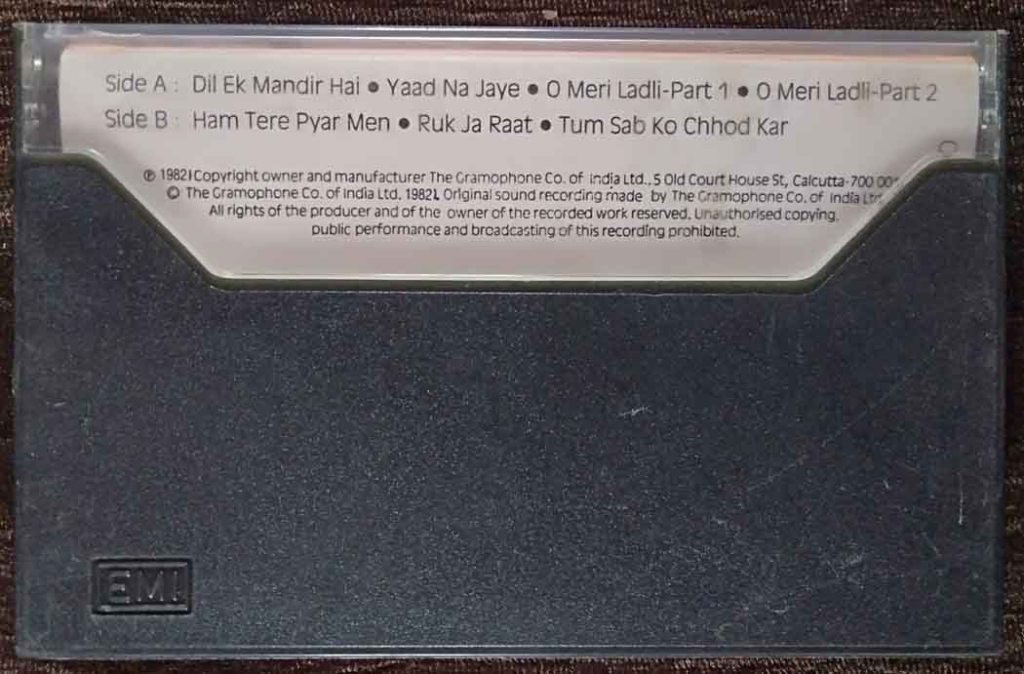 Side A : Dil Ek Mandir Hai ● Yaad Na Jaye ● O Meri Ladli-Part 1 ● O Meri Ladli-Part 2
Side B : Ham Tere Pyar Men ● Ruk Ja Raat ● Tum Sab Ko Chhod Kar
℗ 1982 Copyright owner and manufacturer The Gramophone Co. of India Ltd., 5 Old Court House St, Calcutta-700
© The Gramophone Co. of India Ltd. 1982 Original sound recording made by The Gramophone Co. of India Ltd.
All rights of the producer and of the owner of the recorded work reserved. Unauthorised copying,
public performance and broadcasting of this recording prohibited.
EMI